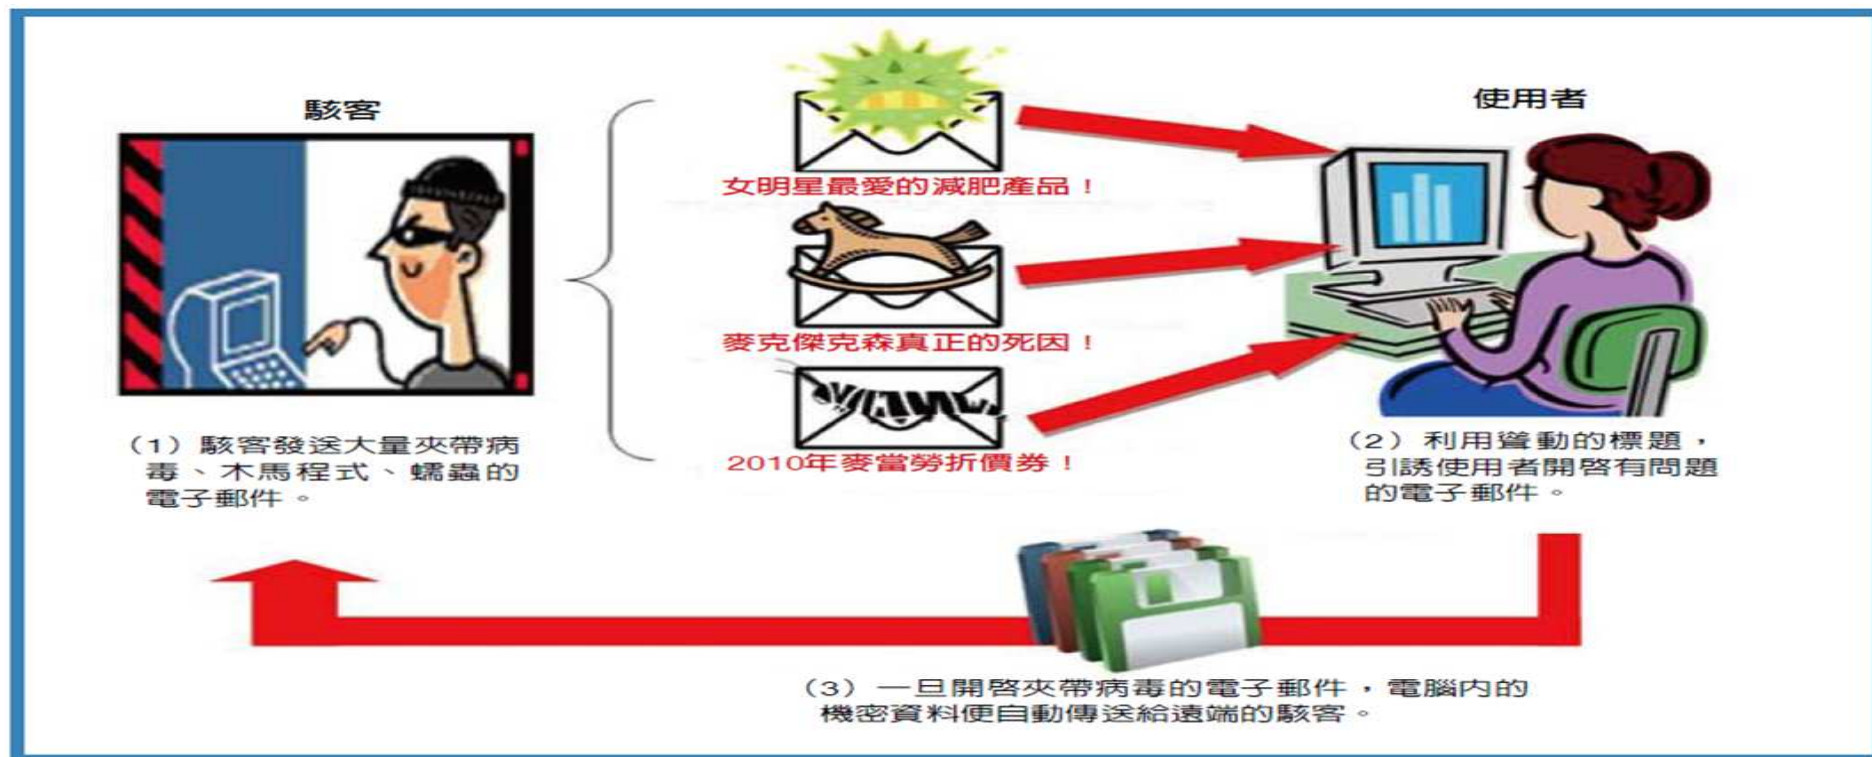 駭客
使用者
女明星最愛的減肥產品！
麥克傑克森真正的死因！
2010年麥當勞折價券！
（1）駭客發送大量夾帶病
毒、木馬程式、蠕蟲的
電子郵件。
（2）利用聳動的標題，
引誘使用者開啟有問題
的電子郵件。
（3）一旦開啟夾帶病毒的電子郵件，電腦內的
機密資料便自動傳送給遠端的駭客。